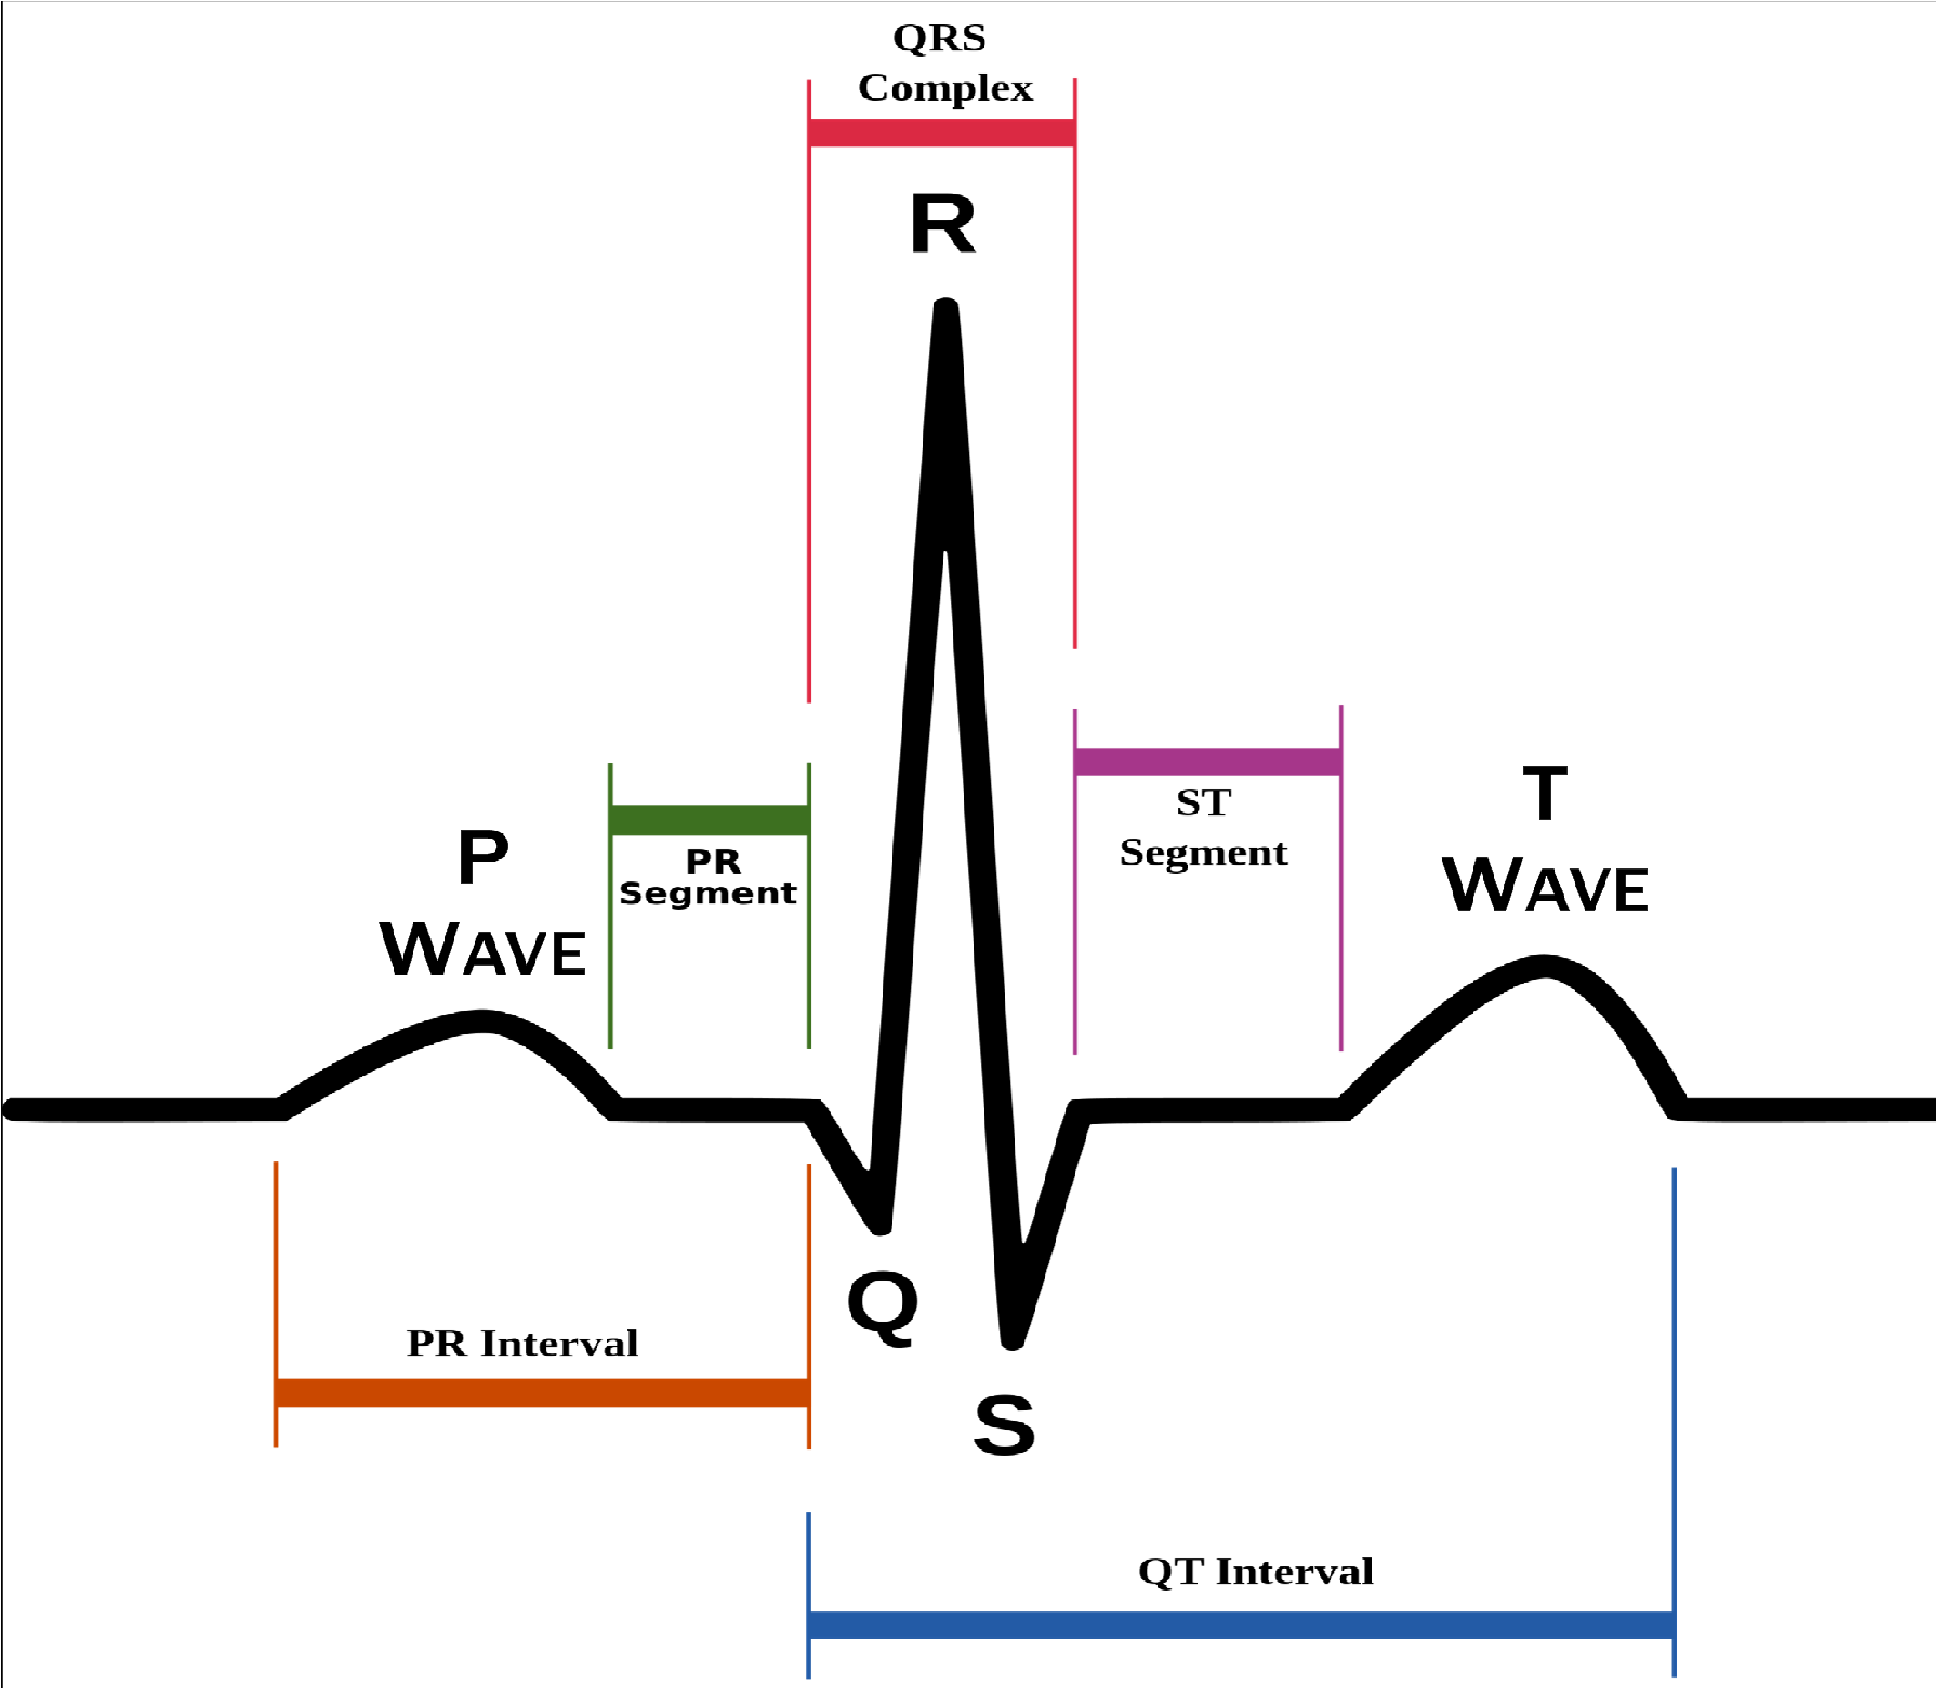 QRS
Complex
R
P
WAVE
PR
Segment
ST
Segment
T
WAVE
Q
S
PR Interval
QT Interval